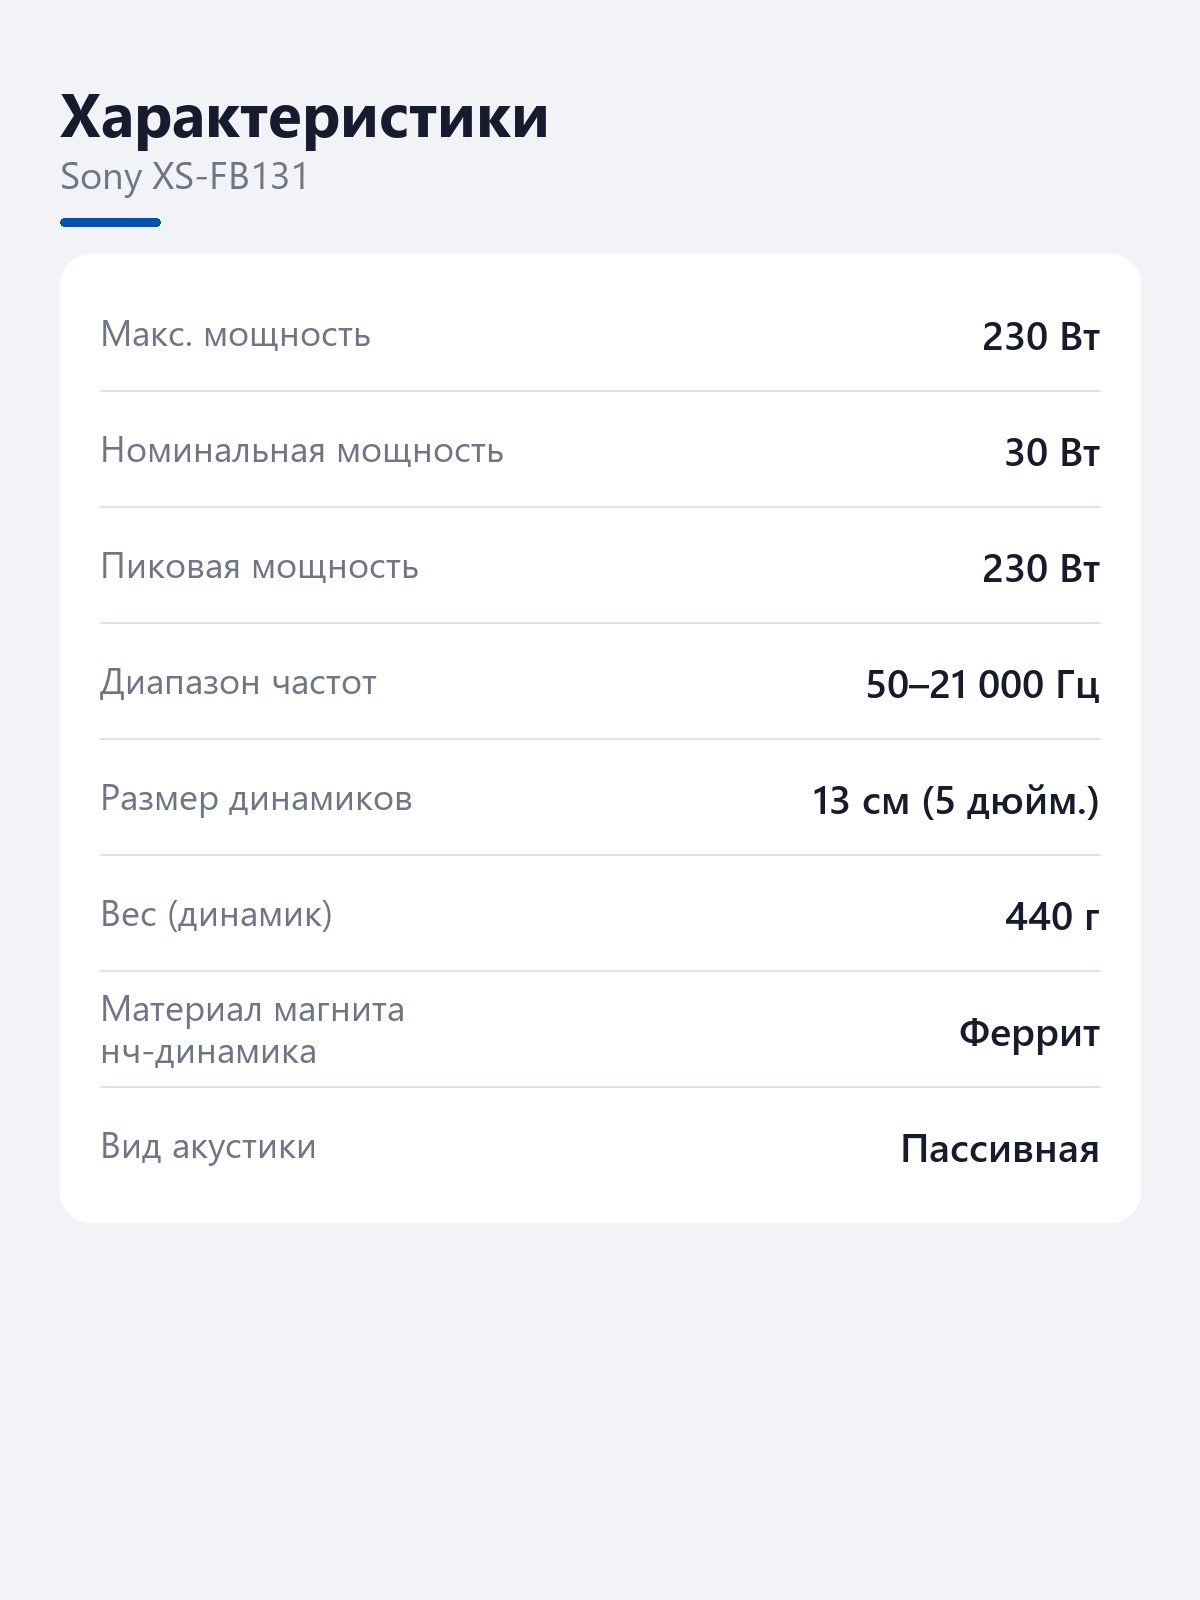 Характеристики
Sony XS-FB131
Макс. мощность
230 Вт
Номинальная мощность
30 Вт
Пиковая мощность
230 Вт
Диапазон частот
50–21 000 Гц
Размер динамиков
13 см (5 дюйм.)
Вес (динамик)
440 г
Материал магнита
нч-динамика
Феррит
Вид акустики
Пассивная